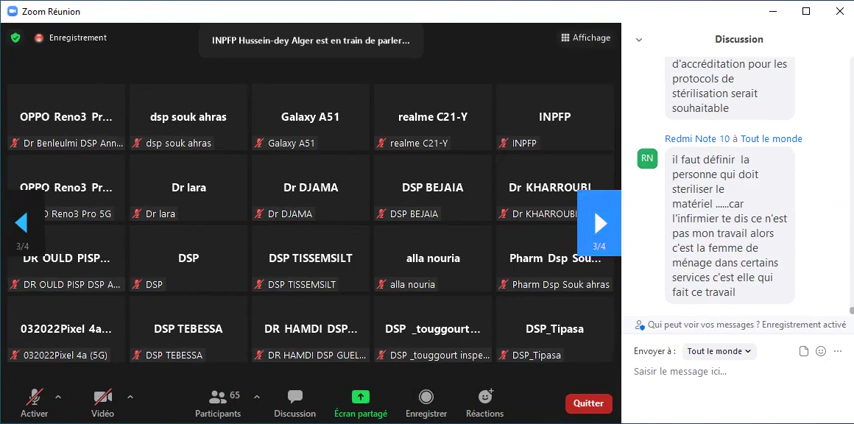 Zoom Réunion
Enregistrement
INPFP Hussein-dey Alger est en train de parler...
Affichage
Discussion
OPPO Reno3 Pr...
dsp souk ahras
Galaxy A51
realme C21-Y
INPFP
Dr Benleulmi DSP Ann...
dsp souk ahras
Galaxy A51
realme C21-Y
INPFP
OPPO Reno3 Pr...
Dr lara
Dr DJAMA
DSP BEJAIA
Dr KHARROUBI
Reno3 Pro 5G
Dr lara
Dr DJAMA
DSP BEJAIA
Dr KHARROUBI
3/4
3/4
DR OULD PISP...
DSP
DSP TISSEMSILT
alla nouria
Pharm Dsp Sou...
DR OULD PISP DSP A...
DSP
DSP TISSEMSILT
alla nouria
Pharm Dsp Souk ahras
032022Pixel 4a...
DSP TEBESSA
DR HAMDI DSP...
DSP _touggourt...
DSP_Tipasa
032022Pixel 4a (5G)
DSP TEBESSA
DR HAMDI DSP GUEL...
DSP _touggourt inspe...
DSP_Tipasa
Activer
Vidéo
65
Participants
Discussion
Écran partagé
Enregistrer
Réactions
Quitter
d'accréditation pour les
protocols de
stérilisation serait
souhaitable
Redmi Note 10 à Tout le monde
RN
il faut définir la
personne qui doit
steriliser le
matériel ......car
l'infirmier te dis ce n'est
pas mon travail alors
c'est la femme de
ménage dans certains
services c'est elle qui
fait ce travail
Qui peut voir vos messages ? Enregistrement activé
Envoyer à : Tout le monde
Saisir le message ici...